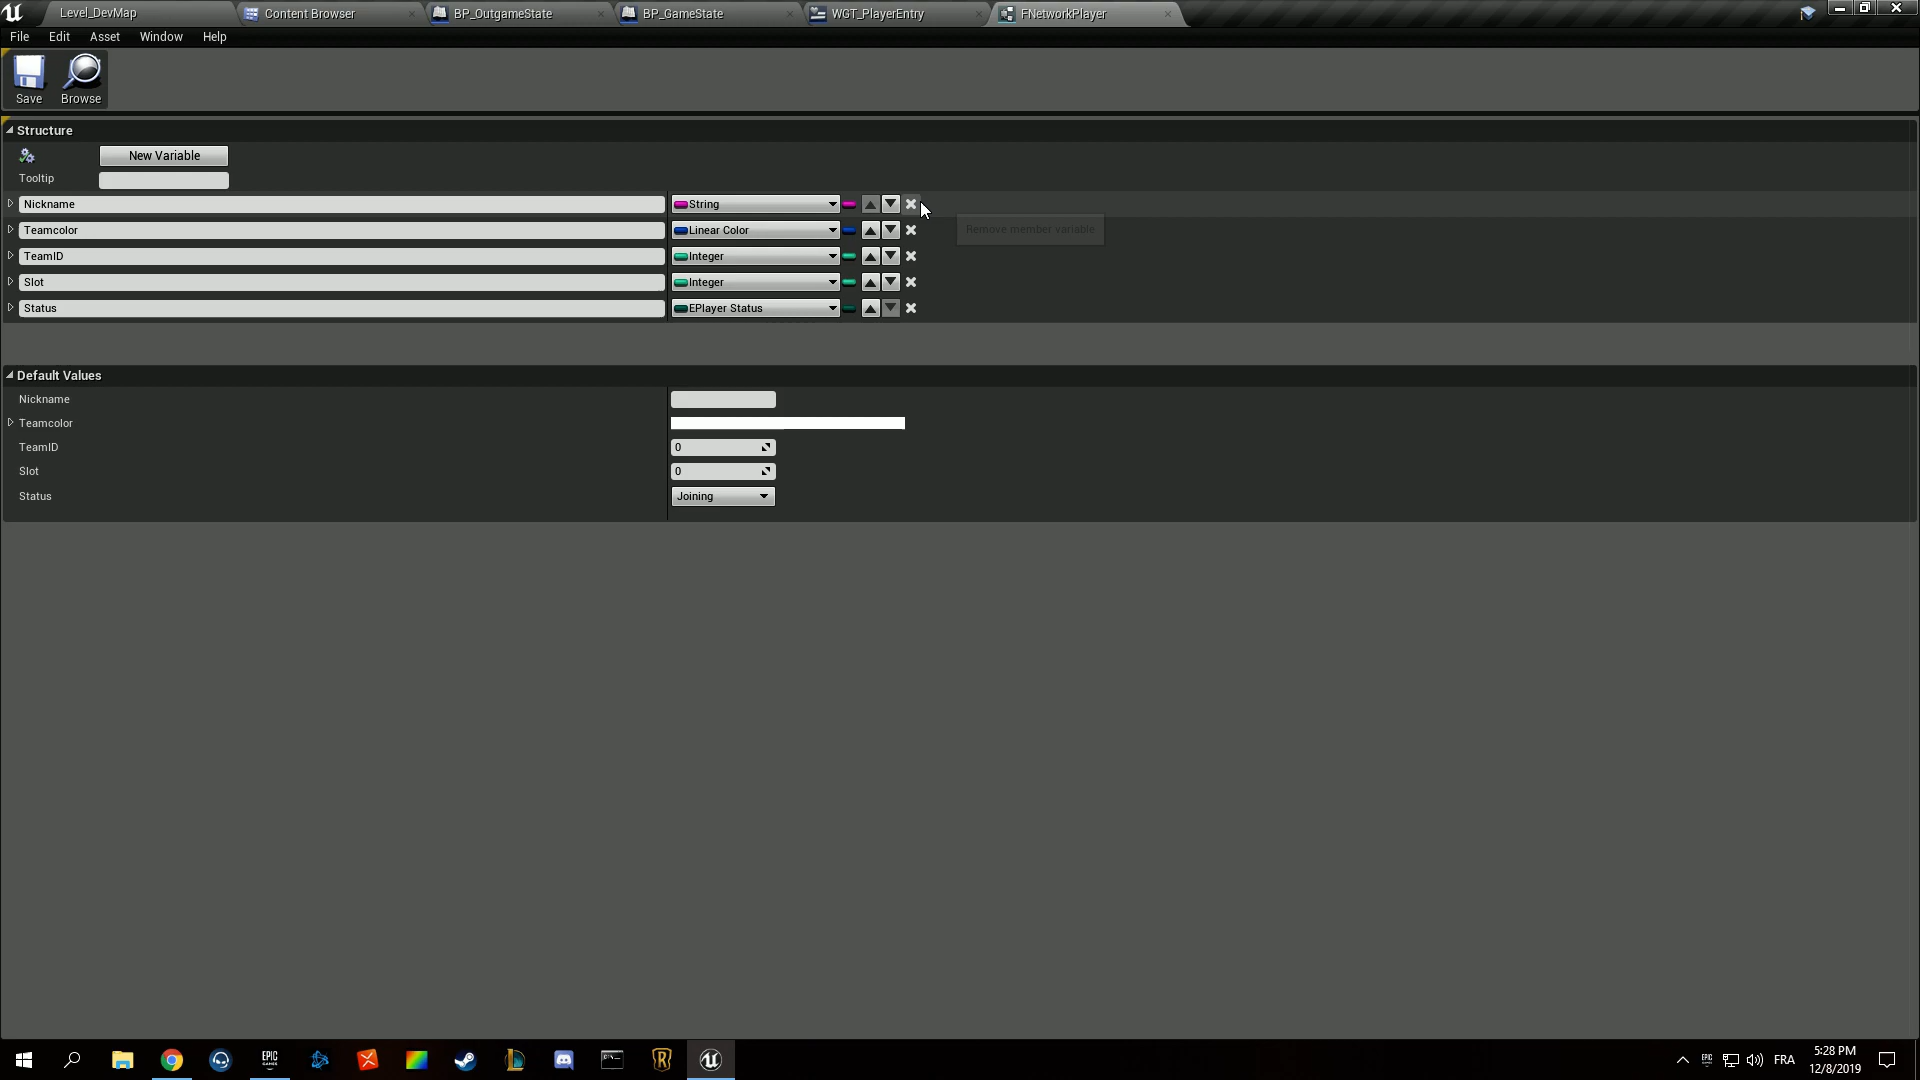 Level_DevMap
Content Browser
BP_OutgameState
BP_GameState
WGT_PlayerEntry
FNetworkPlayer
File Edit Asset Window Help
Save Browse
Structure
New Variable
Tooltip
Nickname String
Remove member variable
Teamcolor Linear Color
TeamID Integer
Slot Integer
Status EPlayer Status
Default Values
Nickname
Teamcolor
TeamID 0
Slot 0
Status Joining
EPIC GAMES
FRA
5:28 PM
12/8/2019